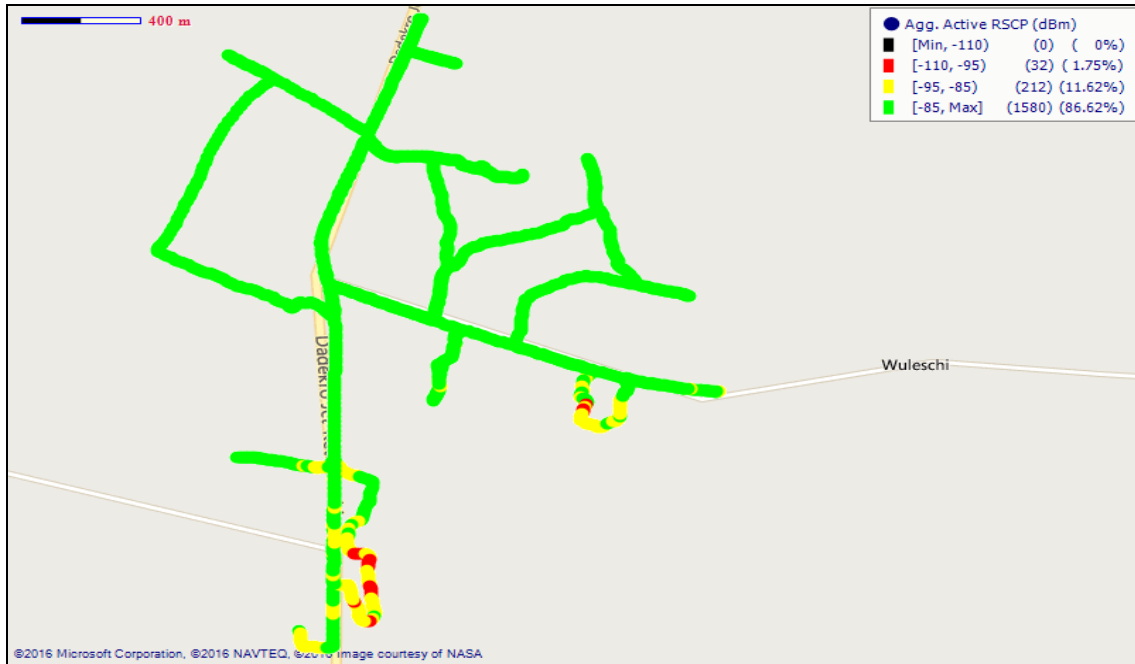 400 m
Agg. Active RSCP (dBm)
[Min, -110) (0) ( 0%)
[-110, -95) (32) ( 1.75%)
[-95, -85) (212) (11.62%)
[-85, Max] (1580) (86.62%)
Wuleschi
©2016 Microsoft Corporation, ©2016 NAVTEQ, ©2016 Image courtesy of NASA